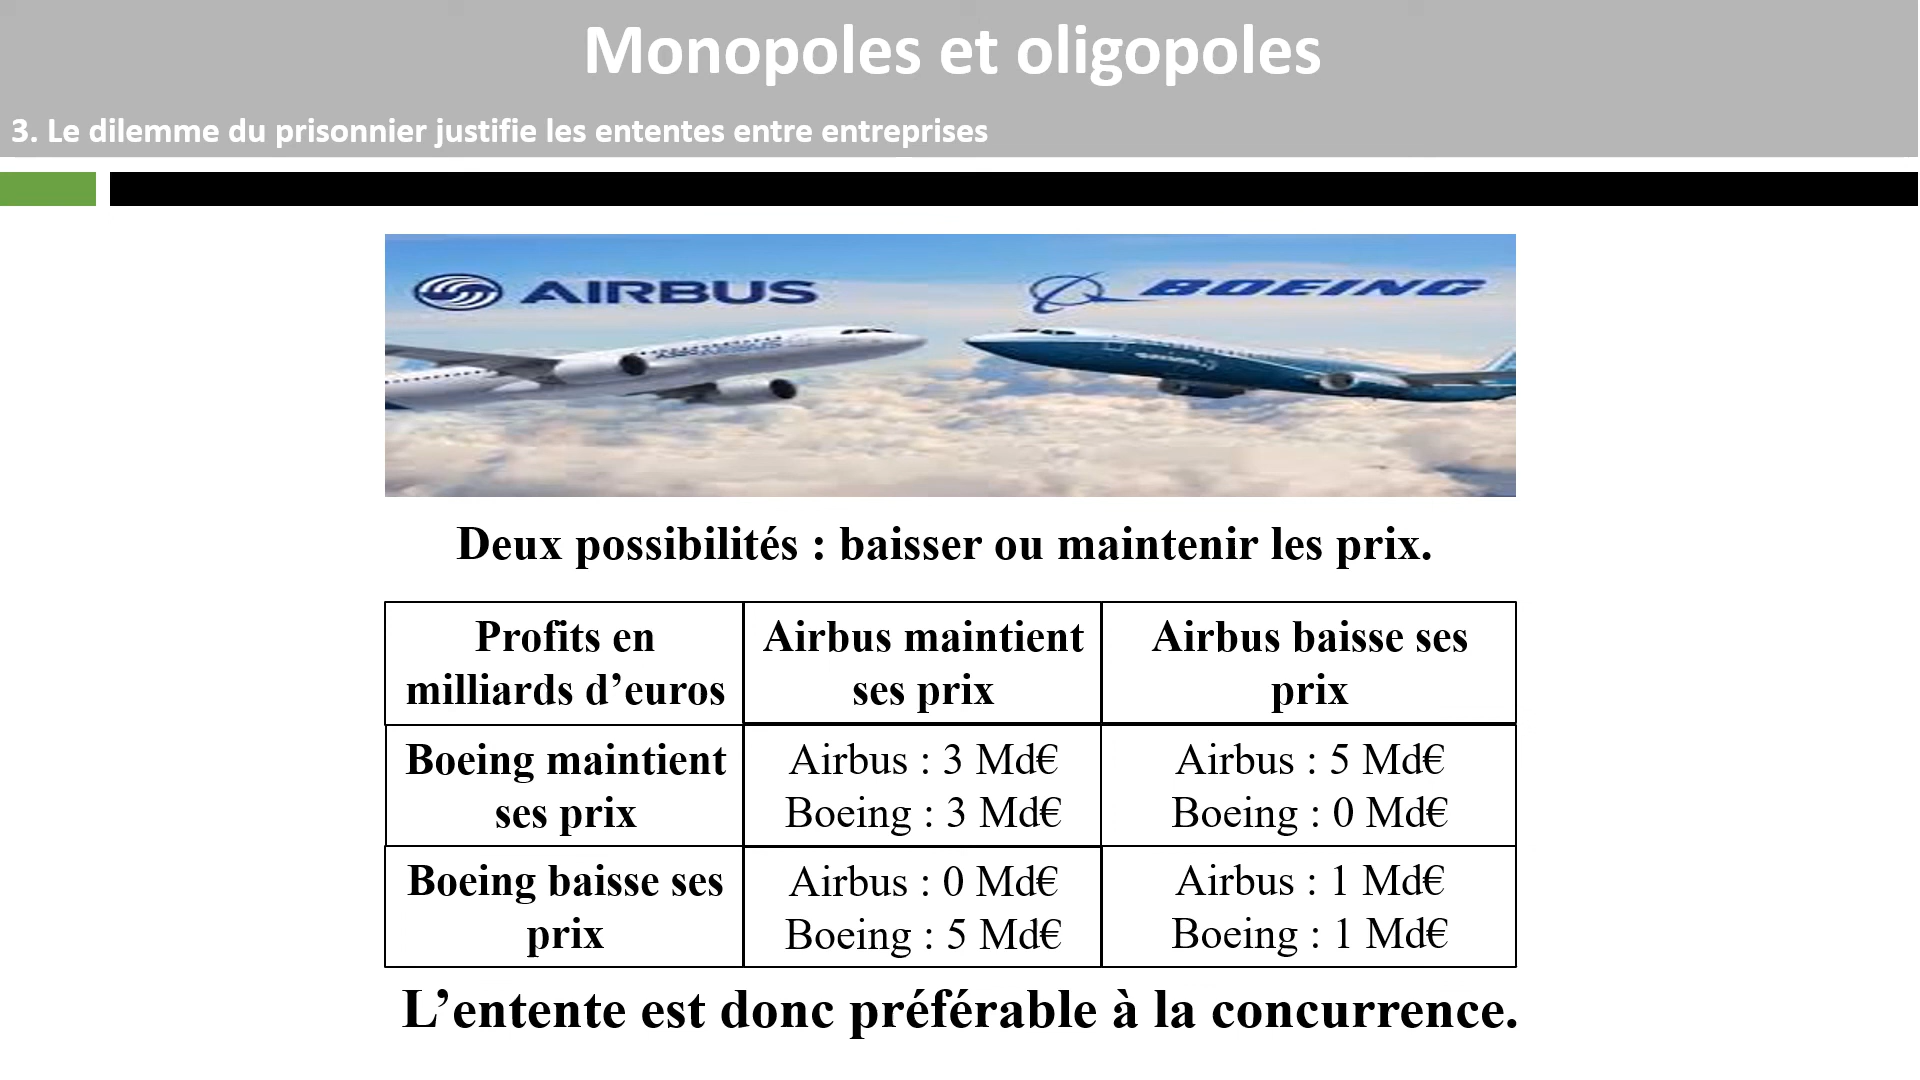 Monopoles et oligopoles
3. Le dilemme du prisonnier justifie les ententes entre entreprises
AIRBUS
BOEING
Deux possibilités : baisser ou maintenir les prix.
Profits en
milliards d’euros
Airbus maintient
ses prix
Airbus baisse ses
prix
Boeing maintient
ses prix
Airbus : 3 Md€
Boeing : 3 Md€
Airbus : 5 Md€
Boeing : 0 Md€
Boeing baisse ses
prix
Airbus : 0 Md€
Boeing : 5 Md€
Airbus : 1 Md€
Boeing : 1 Md€
L’entente est donc préférable à la concurrence.